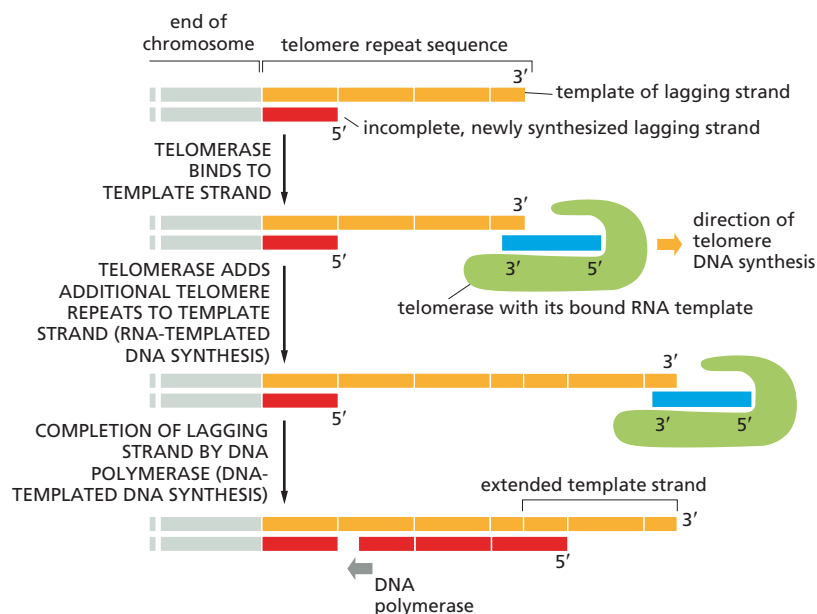 end of
chromosome
telomere repeat sequence
3′
template of lagging strand
incomplete, newly synthesized lagging strand
5′
TELOMERASE
BINDS TO
TEMPLATE STRAND
3′
5′
3′
5′
direction of
telomere
DNA synthesis
telomerase with its bound RNA template
TELOMERASE ADDS
ADDITIONAL TELOMERE
REPEATS TO TEMPLATE
STRAND (RNA-TEMPLATED
DNA SYNTHESIS)
3′
5′
3′
5′
COMPLETION OF LAGGING
STRAND BY DNA
POLYMERASE (DNA-
TEMPLATED DNA SYNTHESIS)
extended template strand
3′
5′
DNA
polymerase